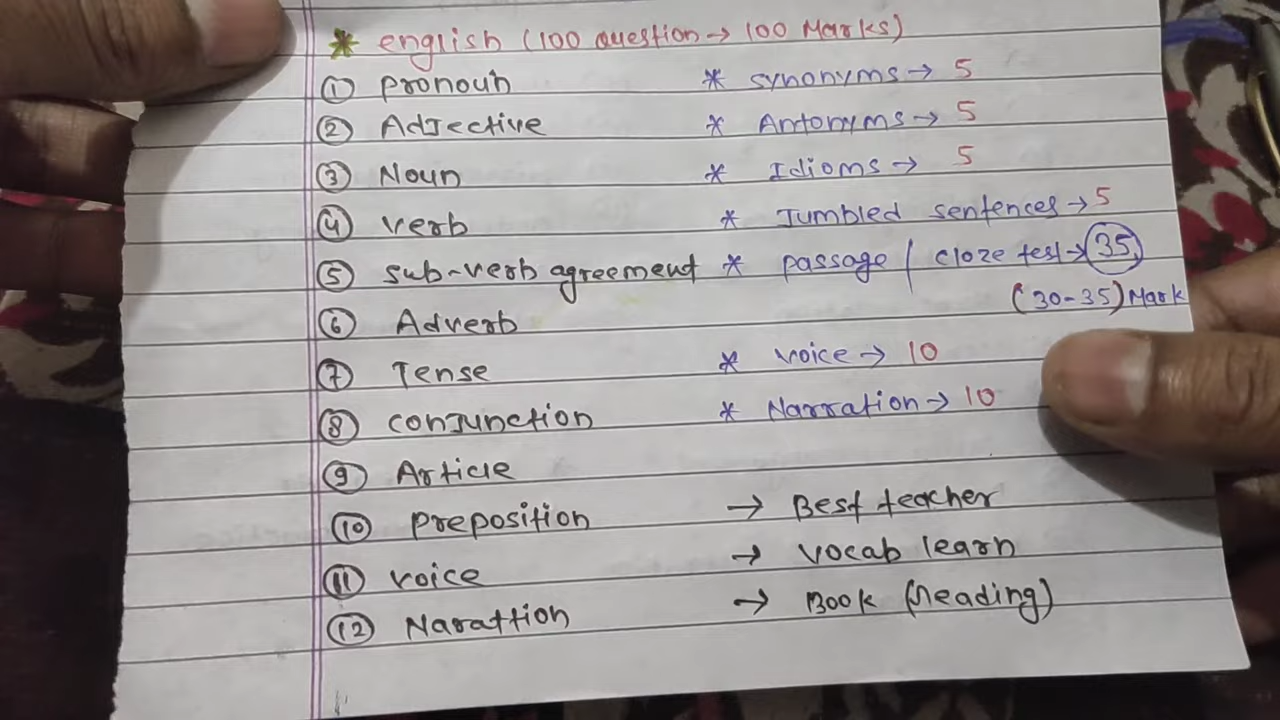 * english (100 question → 100 Marks)
① pronoun * synonyms → 5
② Adjective * Antonyms → 5
③ Noun * Idioms → 5
④ verb * Jumbled sentences → 5
⑤ sub-verb agreement * passage / cloze test → 35
(30-35) Mark
⑥ Adverb
⑦ Tense * voice → 10
⑧ conjunction * Narration → 10
⑨ Article
⑩ preposition → Best teacher
⑪ voice → vocab learn
⑫ Narattion → Book (Reading)